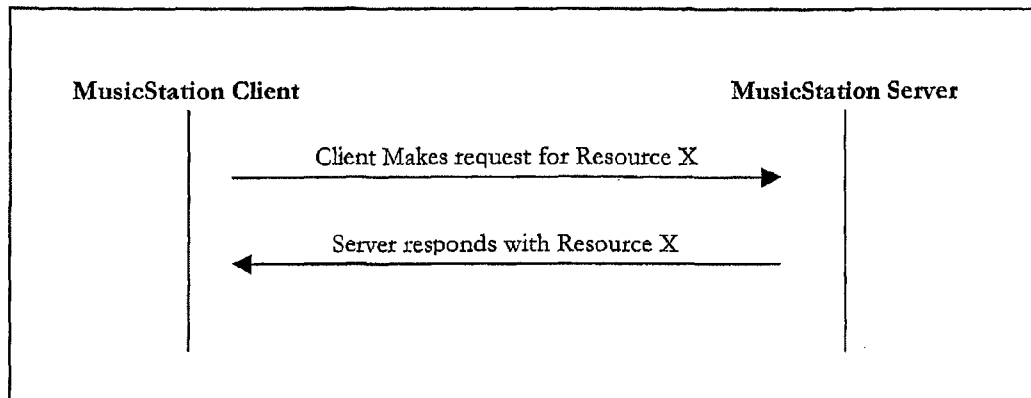 MusicStation Client
MusicStation Server
Client Makes request for Resource X
Server responds with Resource X